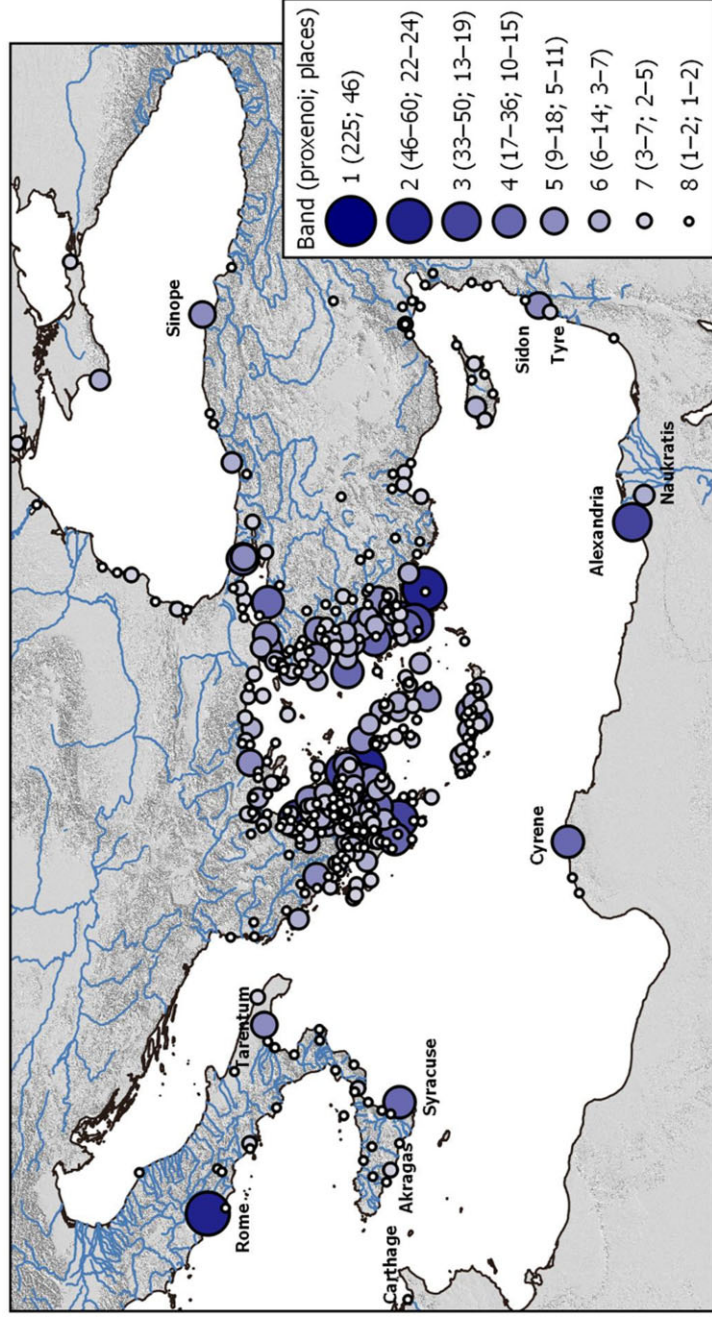 Rome
Tarentum
Carthage
Akragas
Syracuse
Cyrene
Sinope
Alexandria
Naukratis
Sidon
Tyre
Band (proxenoi; places)
1 (225; 46)
2 (46–60; 22–24)
3 (33–50; 13–19)
4 (17–36; 10–15)
5 (9–18; 5–11)
6 (6–14; 3–7)
7 (3–7; 2–5)
8 (1–2; 1–2)